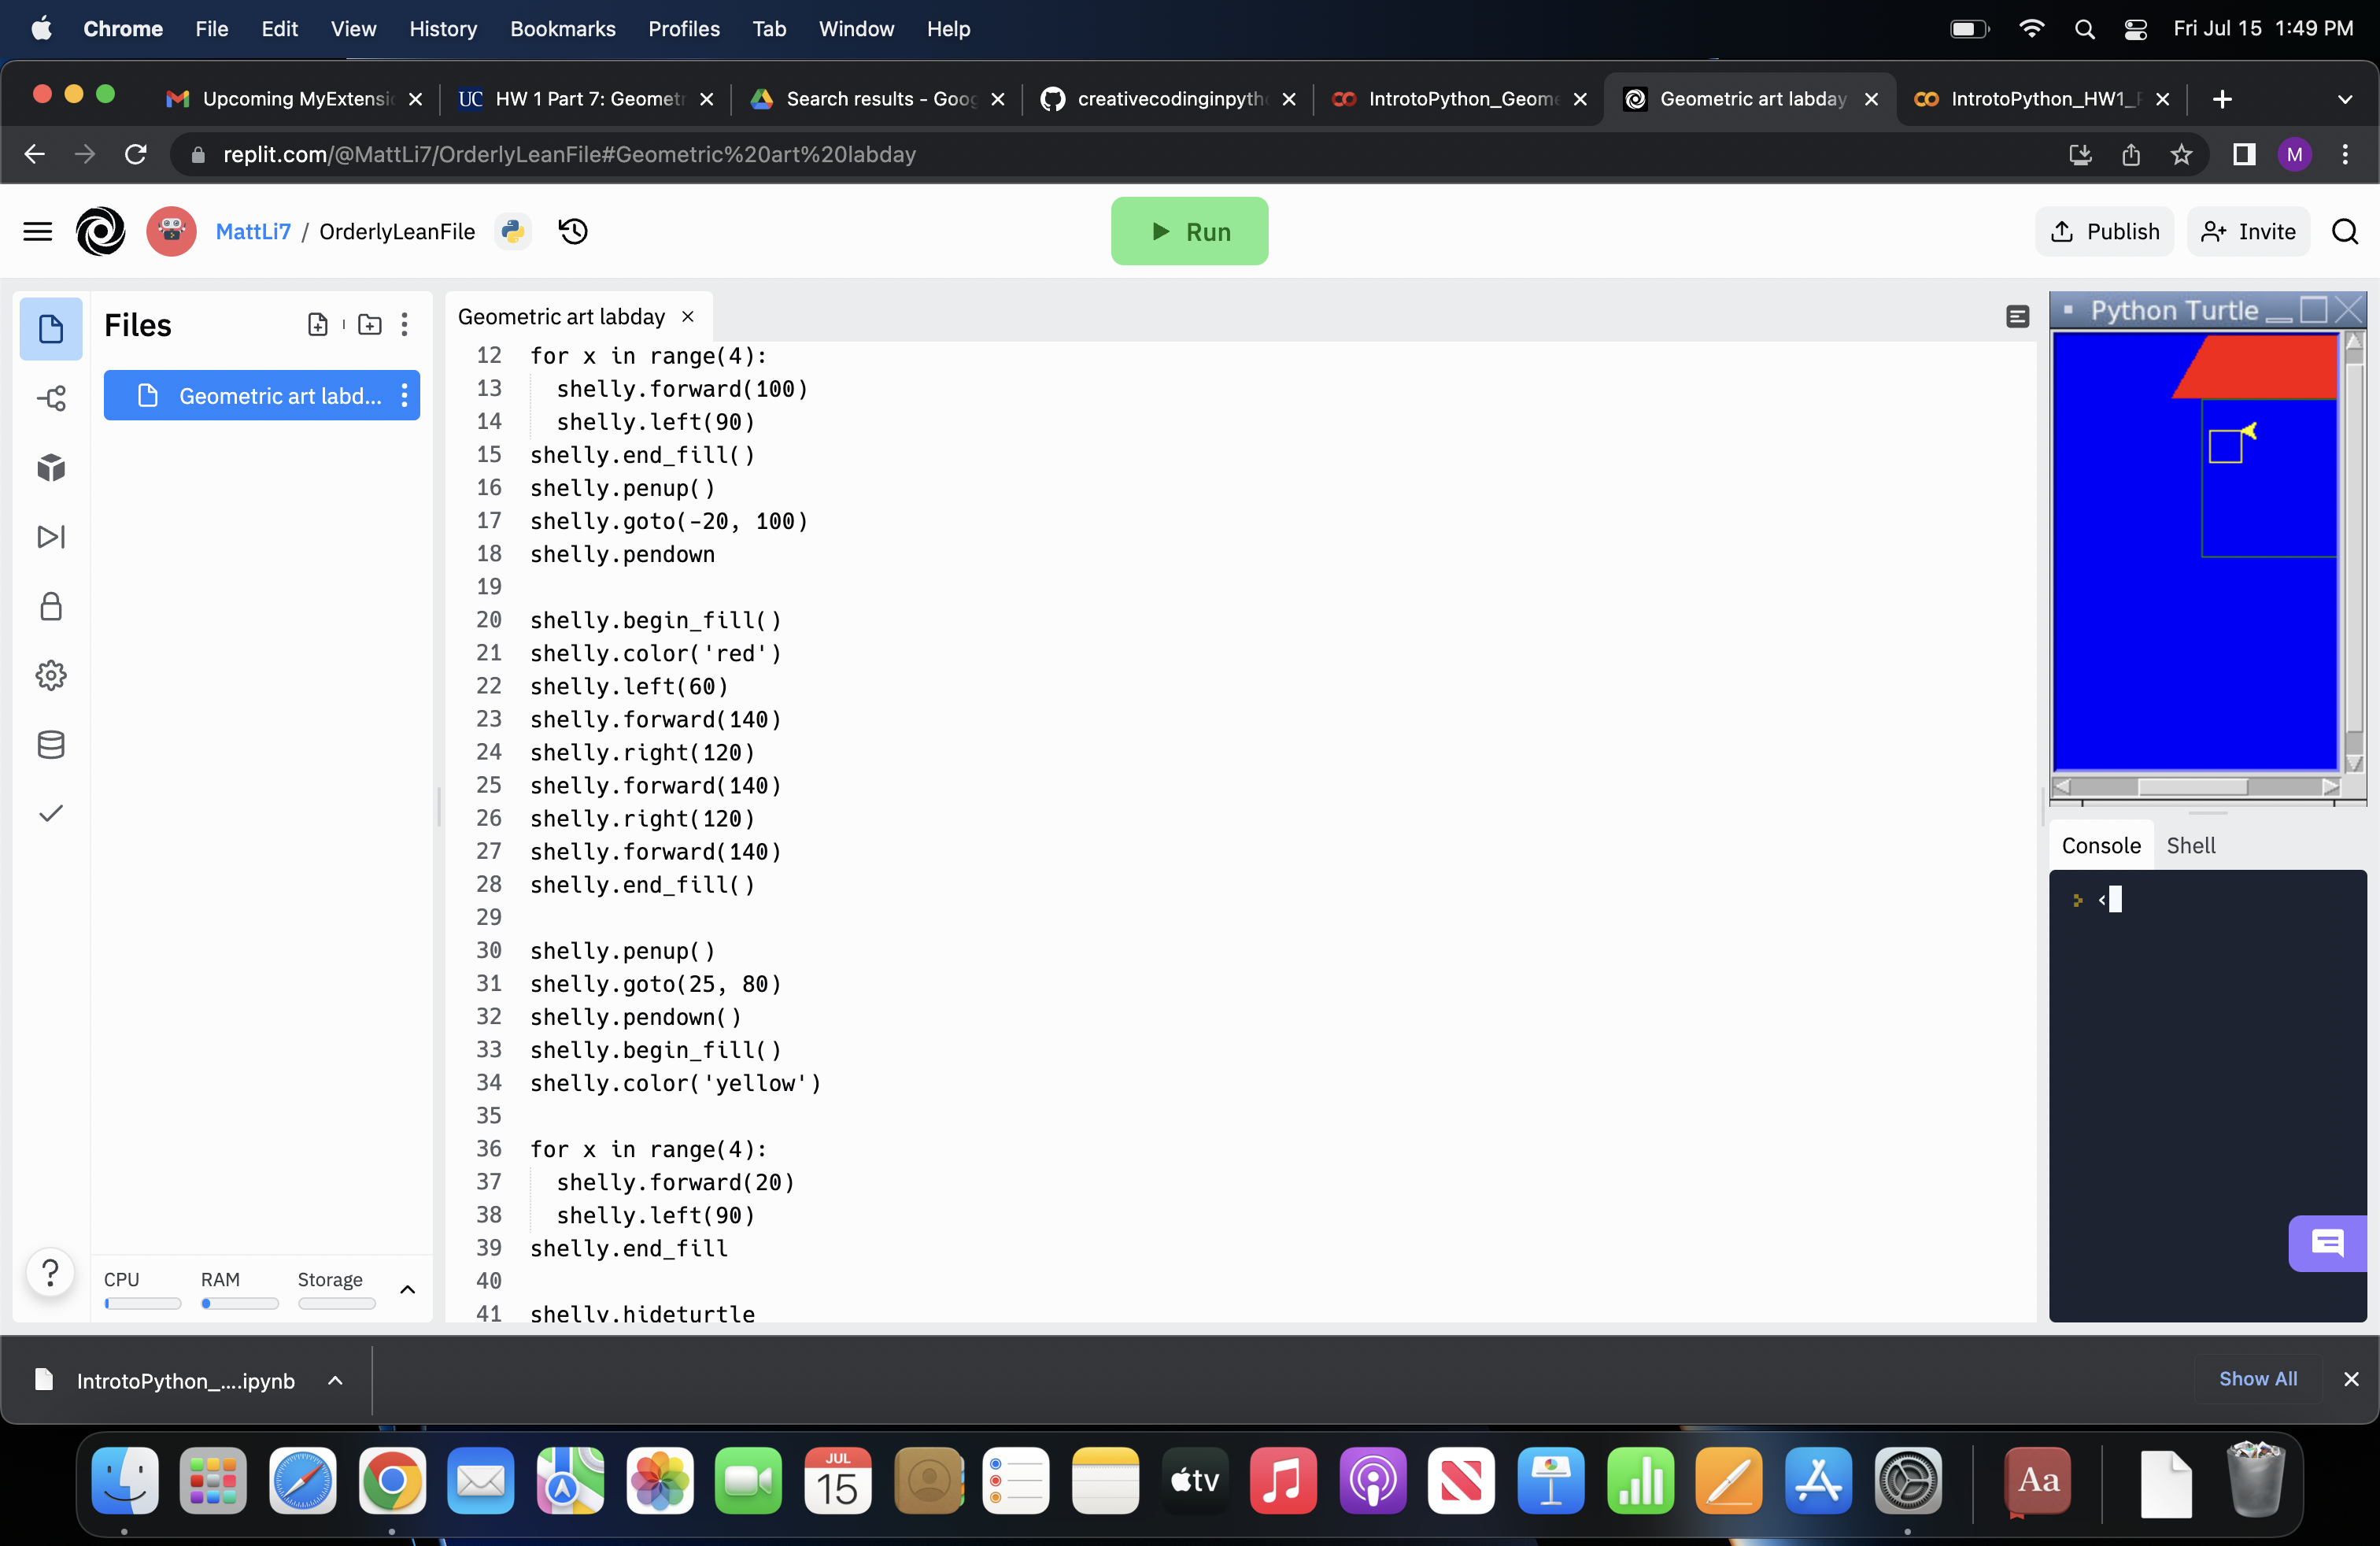 Chrome File Edit View History Bookmarks Profiles Tab Window Help Fri Jul 15 1:49 PM
Upcoming MyExtensi UC HW 1 Part 7: Geomet Search results - Goog creativecodinginpyth IntrotoPython_Geom Geometric art labday IntrotoPython_HW1_
replit.com/@MattLi7/OrderlyLeanFile#Geometric%20art%20labday M
MattLi7 / OrderlyLeanFile Run Publish Invite
Files
Geometric art labd...
Geometric art labday
12 for x in range(4):
13 shelly.forward(100)
14 shelly.left(90)
15 shelly.end_fill()
16 shelly.penup()
17 shelly.goto(-20, 100)
18 shelly.pendown
19
20 shelly.begin_fill()
21 shelly.color('red')
22 shelly.left(60)
23 shelly.forward(140)
24 shelly.right(120)
25 shelly.forward(140)
26 shelly.right(120)
27 shelly.forward(140)
28 shelly.end_fill()
29
30 shelly.penup()
31 shelly.goto(25, 80)
32 shelly.pendown()
33 shelly.begin_fill()
34 shelly.color('yellow')
35
36 for x in range(4):
37 shelly.forward(20)
38 shelly.left(90)
39 shelly.end_fill
40
41 shelly.hideturtle
Python Turtle
Console Shell
CPU RAM Storage
?
IntrotoPython_....ipynb Show All
JUL
15
tv
Aa